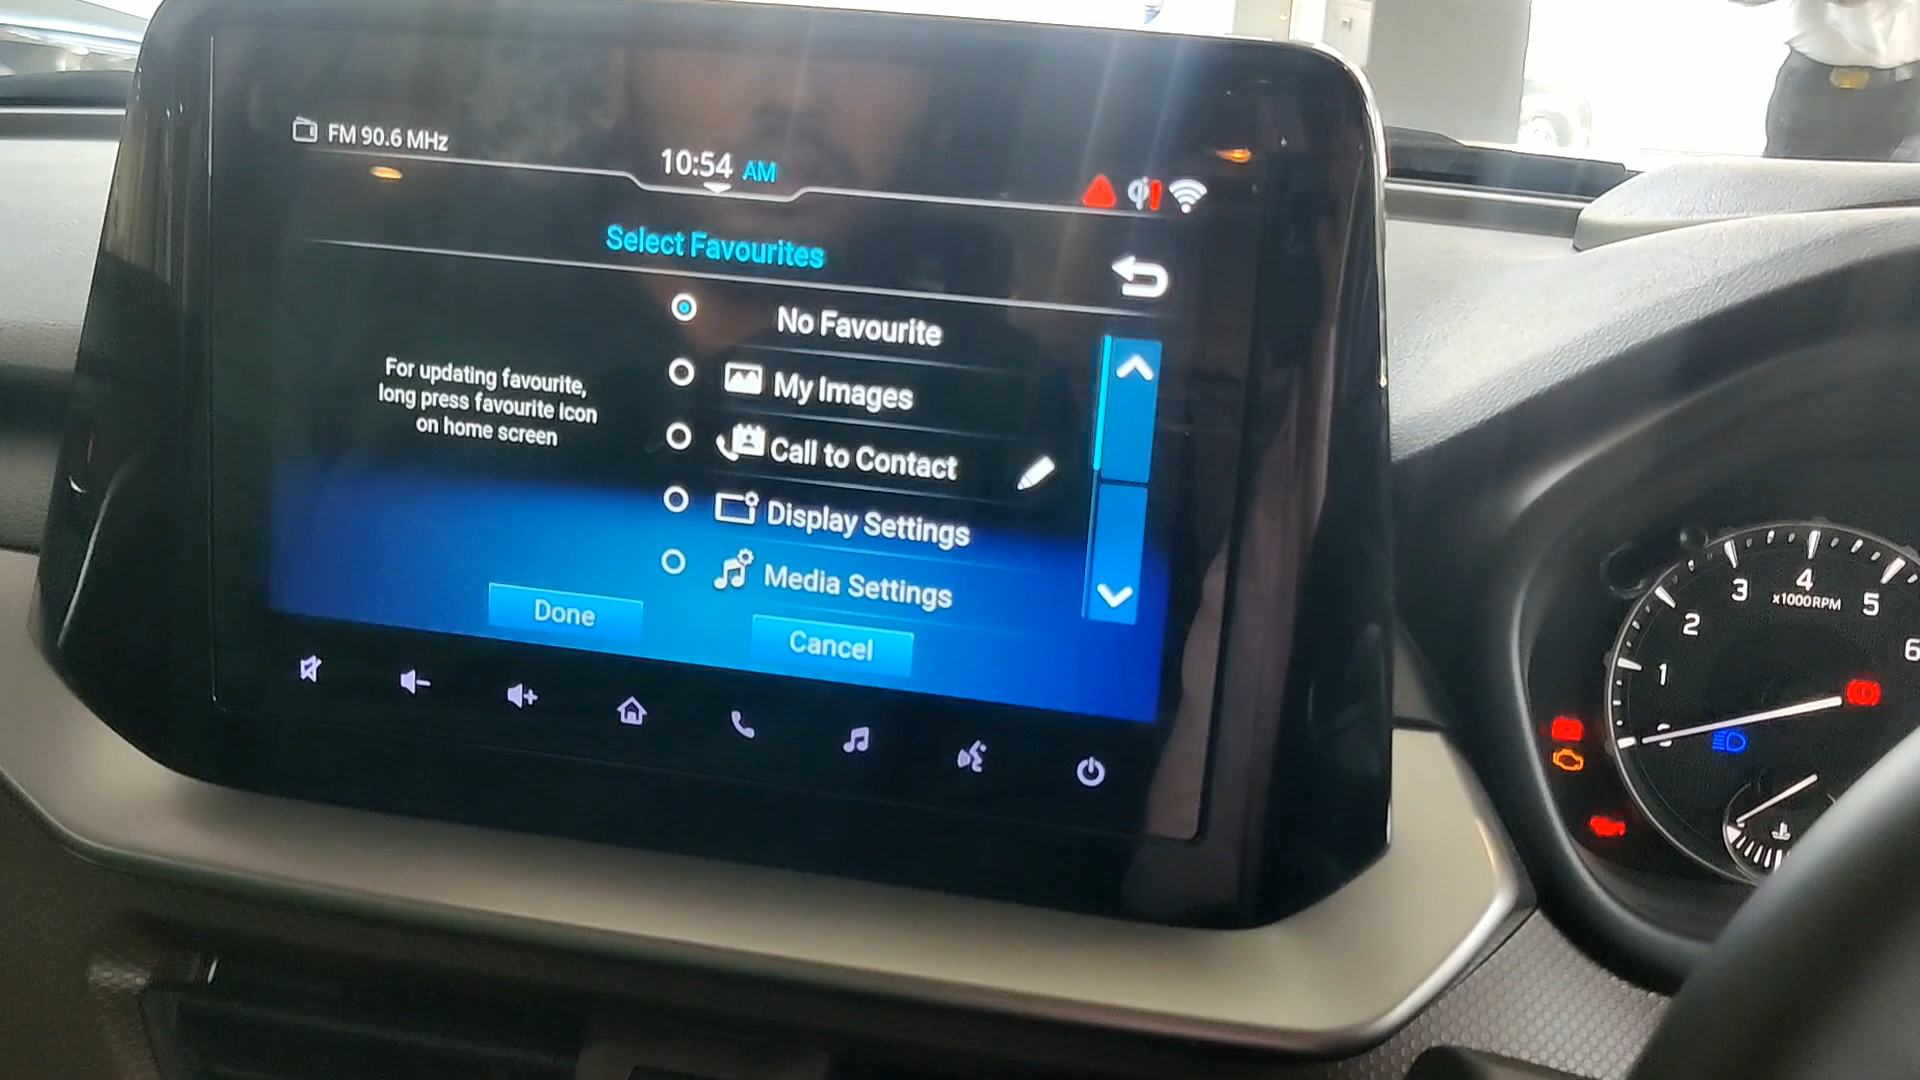 FM 90.6 MHz
10:54 AM
Select Favourites
No Favourite
For updating favourite,
long press favourite Icon
on home screen
My Images
Call to Contact
Display Settings
Media Settings
Done
Cancel
0
1
2
3
4
5
6
x1000RPM